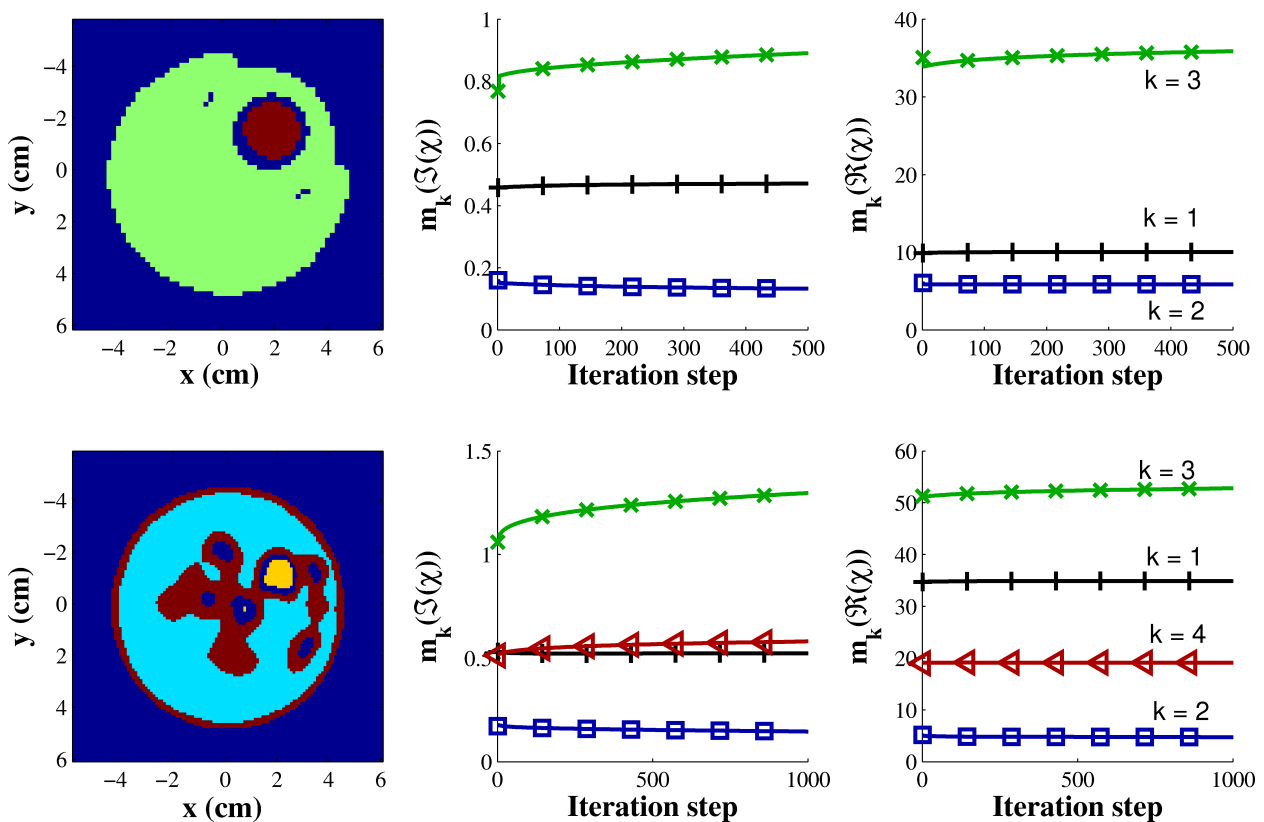 −4
−2
0
2
4
6
y (cm)
−4 −2 0 2 4 6
x (cm)
1
0.8
0.6
0.4
0.2
0
m_k(ℑ(χ))
0 100 200 300 400 500
Iteration step
40
30
20
10
0
m_k(ℜ(χ))
k = 3
k = 1
k = 2
0 100 200 300 400 500
Iteration step
−4
−2
0
2
4
6
y (cm)
−4 −2 0 2 4 6
x (cm)
1.5
1
0.5
0
m_k(ℑ(χ))
0 500 1000
Iteration step
60
50
40
30
20
10
0
m_k(ℜ(χ))
k = 3
k = 1
k = 4
k = 2
0 500 1000
Iteration step